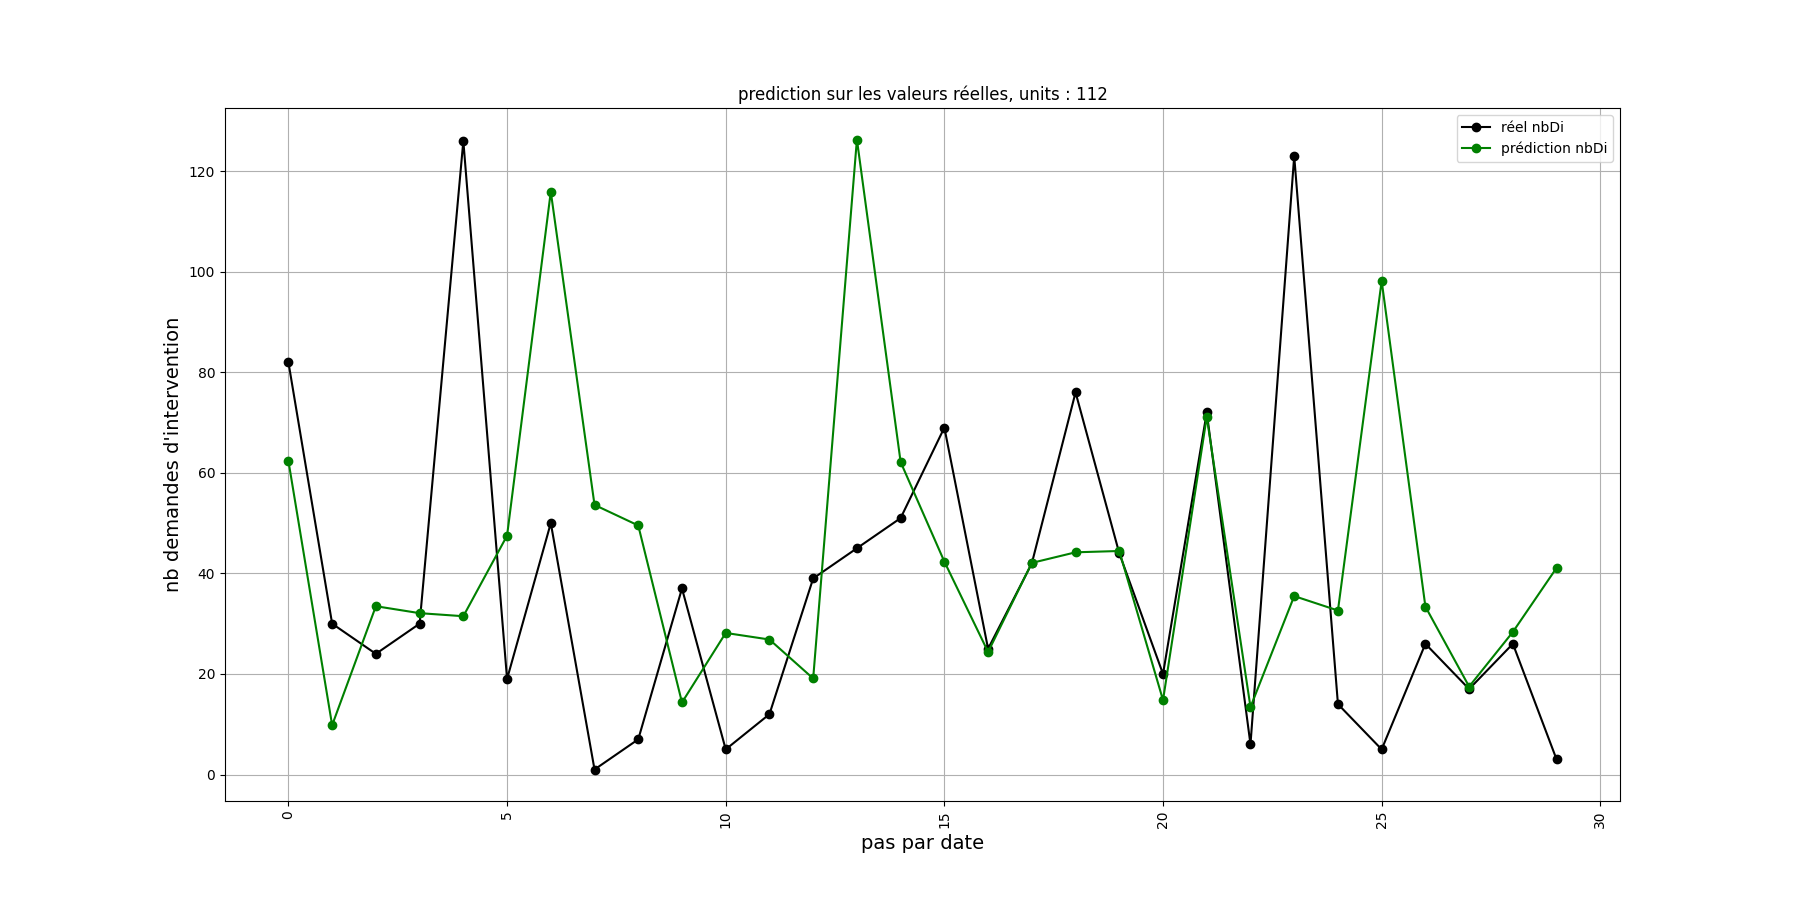 prediction sur les valeurs réelles, units : 112
réel nbDi
prédiction nbDi
nb demandes d'intervention
120
100
80
60
40
20
0
0 5 10 15 20 25 30
pas par date